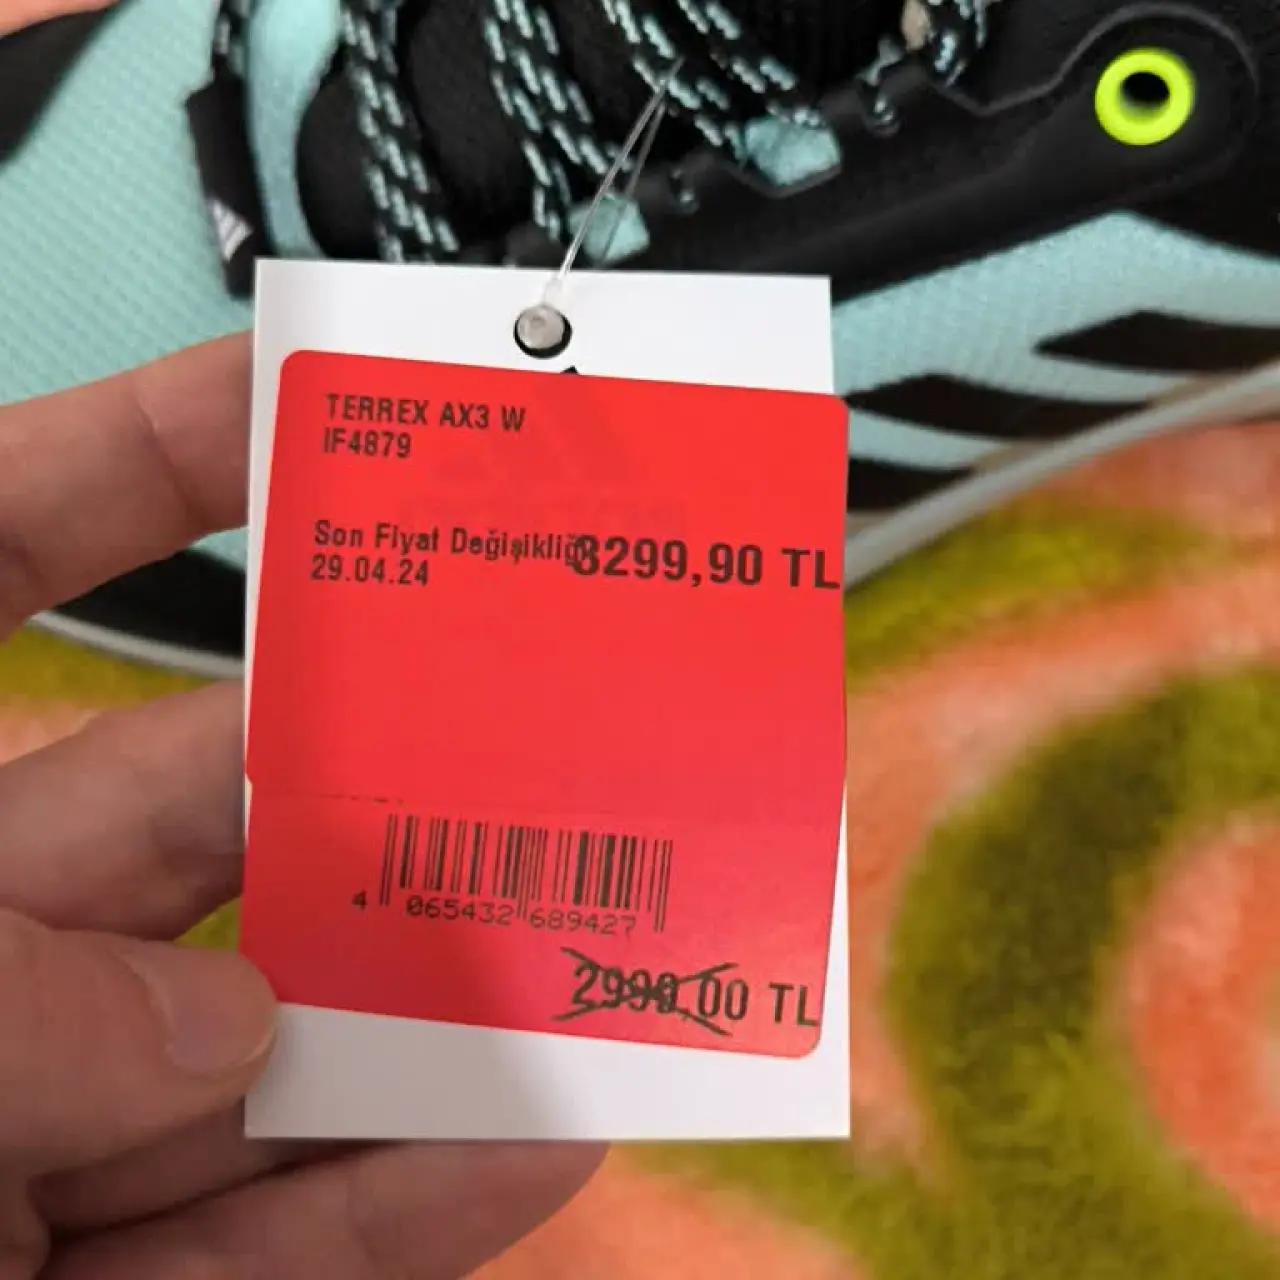 TERREX AX3 W
IF4879
Son Fiyat Değişikliği
3299,90 TL
29.04.24
4 065432 689427
2999,00 TL